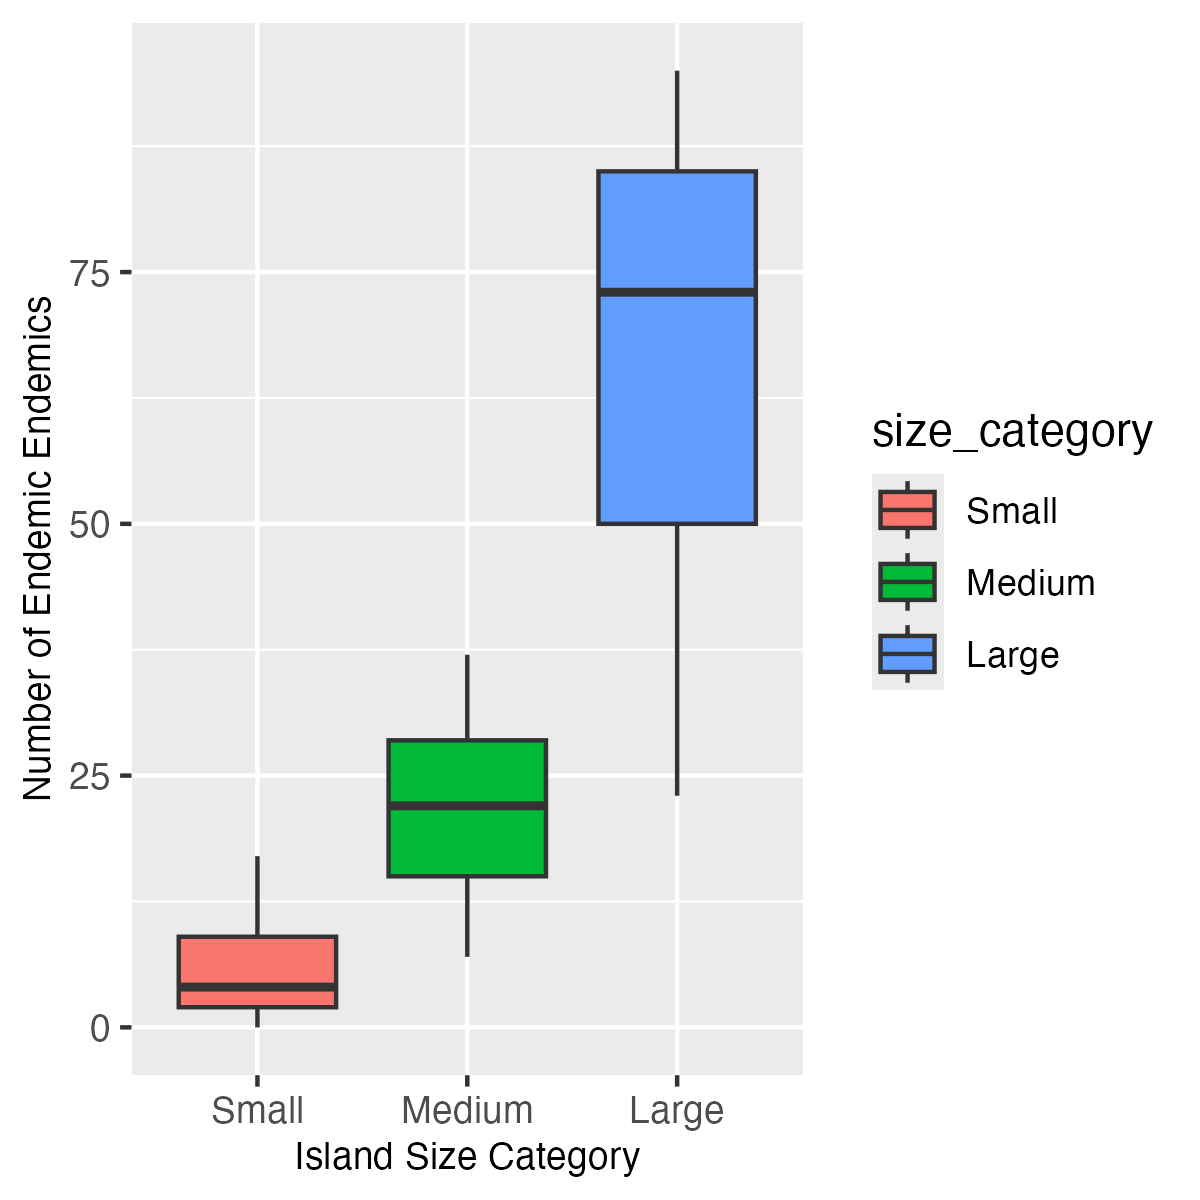 Number of Endemic Endemics
75
50
25
0
Small Medium Large
Island Size Category
size_category
Small
Medium
Large